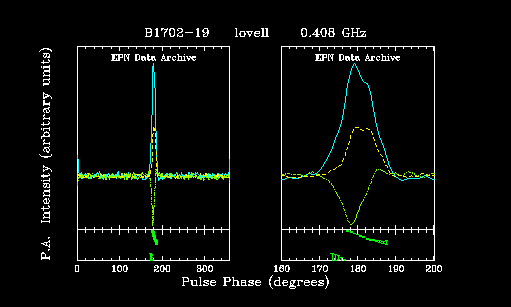 B1702-19 lovell 0.408 GHz
EPN Data Archive EPN Data Archive
P.A. Intensity (arbitrary units)
0 100 200 300 160 170 180 190 200
Pulse Phase (degrees)